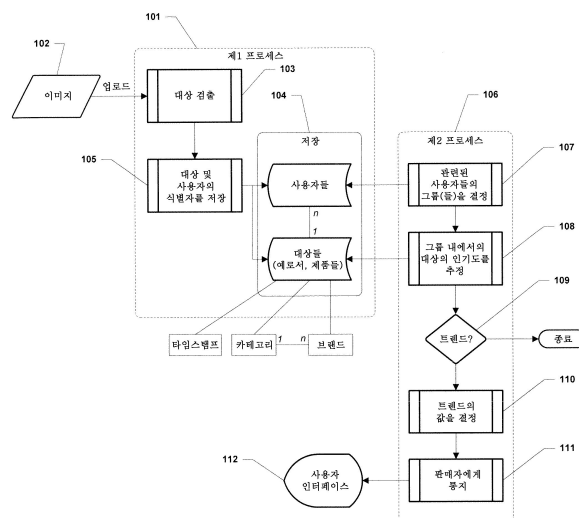 101
102
제1 프로세스
103
이미지
업로드
대상 검출
104
106
저장
제2 프로세스
105
대상 및
사용자의
식별자를 저장
사용자들
107
관련된
사용자들의
그룹(들)을 결정
n
1
108
대상들
(예로서, 제품들)
그룹 내에서의
대상의 인기도를
추정
109
타임스탬프
카테고리
1
n
브랜드
트렌드?
종료
110
트렌드의
값을 결정
111
112
사용자
인터페이스
판매자에게
통지